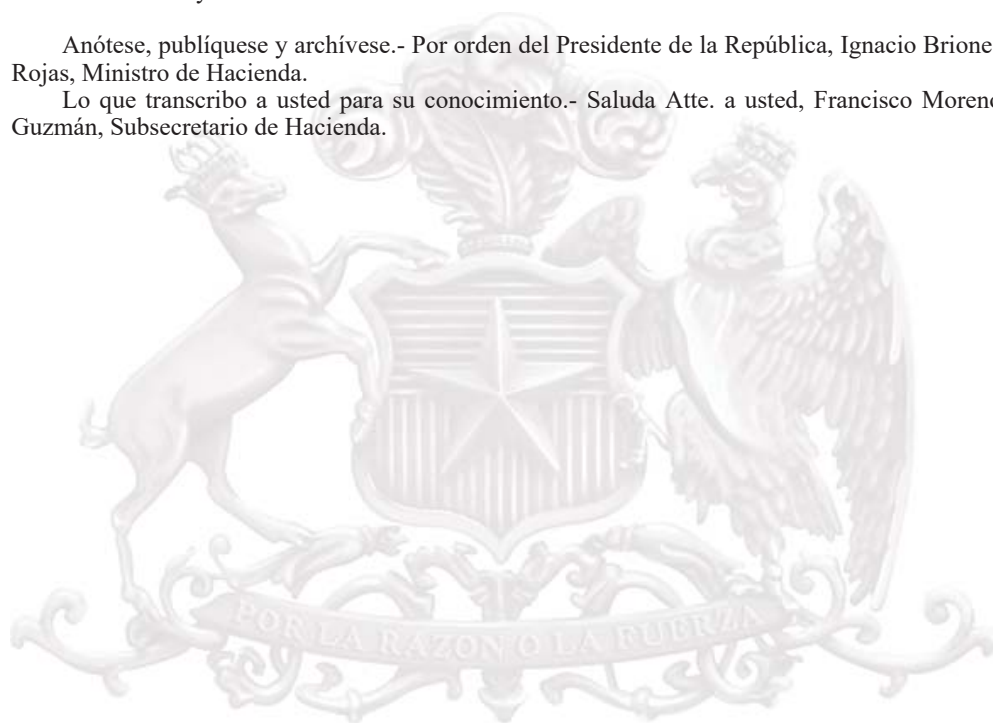 Anótese, publíquese y archívese.- Por orden del Presidente de la República, Ignacio Brione
Rojas, Ministro de Hacienda.
Lo que transcribo a usted para su conocimiento.- Saluda Atte. a usted, Francisco Moreno
Guzmán, Subsecretario de Hacienda.
POR LA RAZON O LA FUERZA